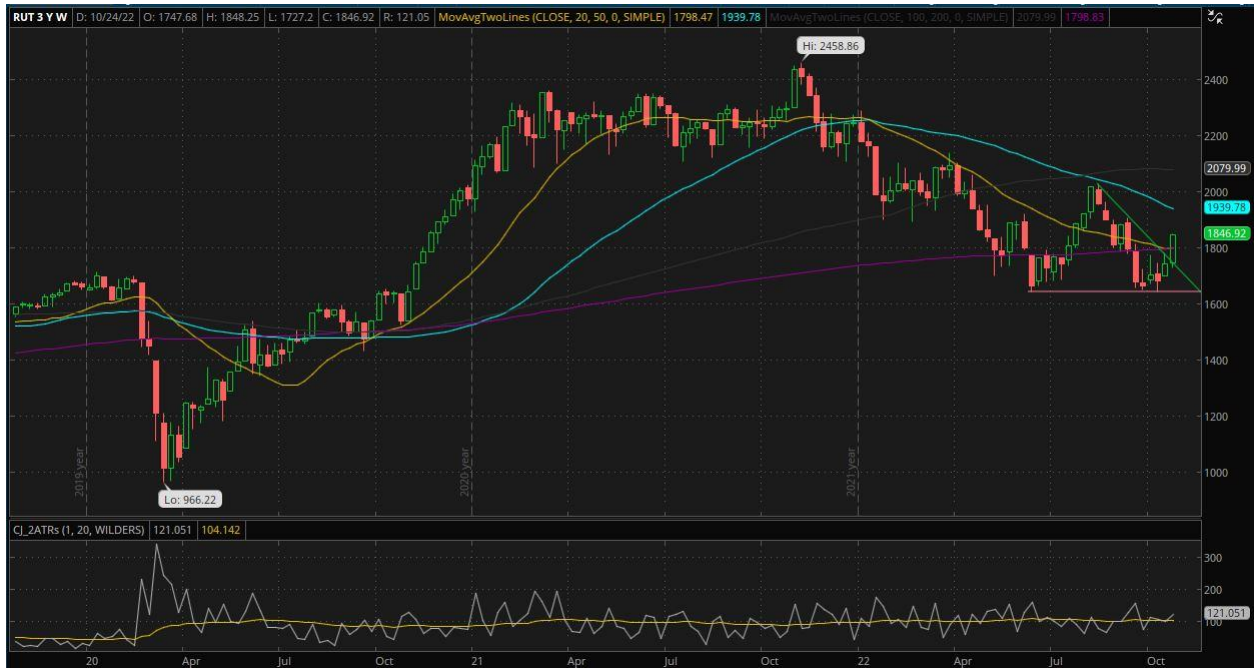 RUT 3 Y W D: 10/24/22 O: 1747.68 H: 1848.25 L: 1727.2 C: 1846.92 R: 121.05 MovAvgTwoLines (CLOSE, 20, 50, 0, SIMPLE) 1798.47 1939.78 MovAvgTwoLines (CLOSE, 100, 200, 0, SIMPLE) 2079.99 1798.83
Hi: 2458.86
2400
2200
2079.99
2000
1939.78
1846.92
1800
1600
1400
1200
1000
2019 year
2020 year
2021 year
Lo: 966.22
CJ_2ATRs (1, 20, WILDERS) 121.051 104.142
300
200
121.051
100
20 Apr Jul Oct 21 Apr Jul Oct 22 Apr Jul Oct